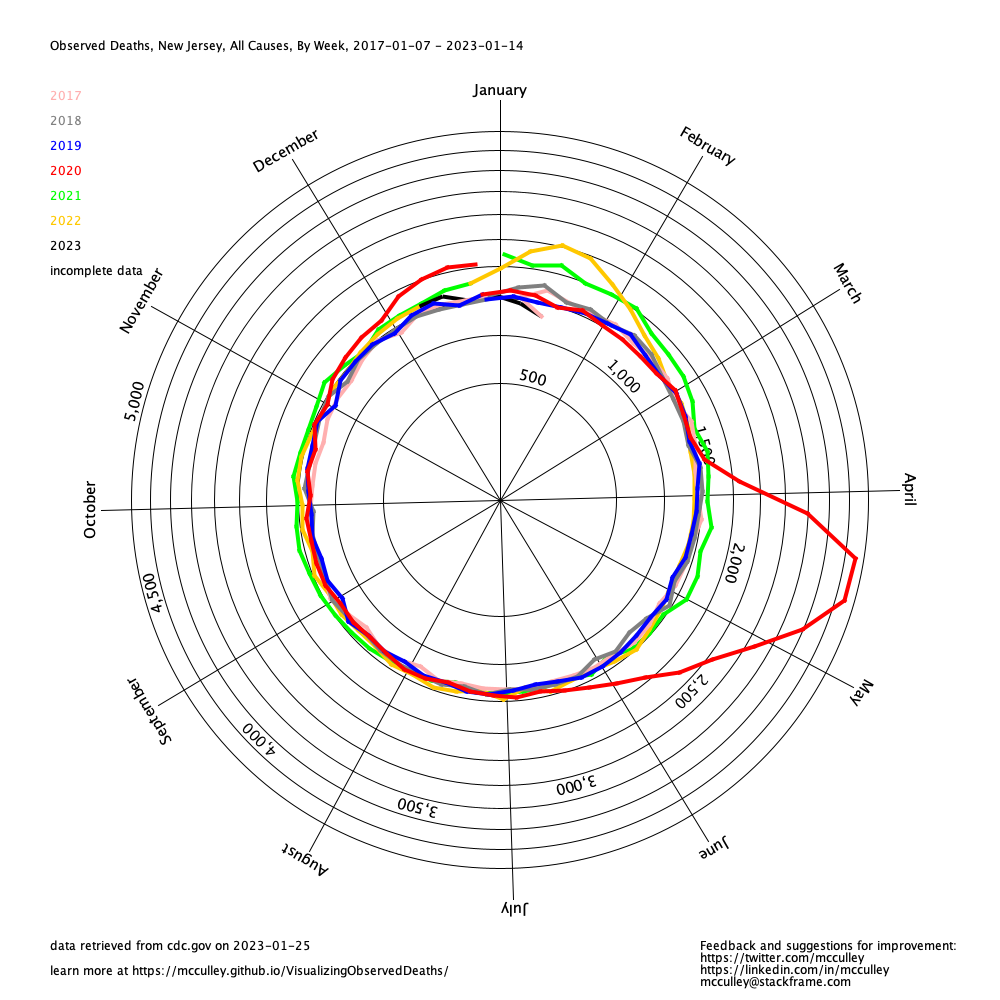 Observed Deaths, New Jersey, All Causes, By Week, 2017-01-07 - 2023-01-14
2017
2018
2019
2020
2021
2022
2023
incomplete data
January
February
March
April
May
June
July
August
September
October
November
December
500
1,000
1,500
2,000
2,500
3,000
3,500
4,000
4,500
5,000
data retrieved from cdc.gov on 2023-01-25
learn more at https://mcculley.github.io/VisualizingObservedDeaths/
Feedback and suggestions for improvement:
https://twitter.com/mcculley
https://linkedin.com/in/mcculley
mcculley@stackframe.com